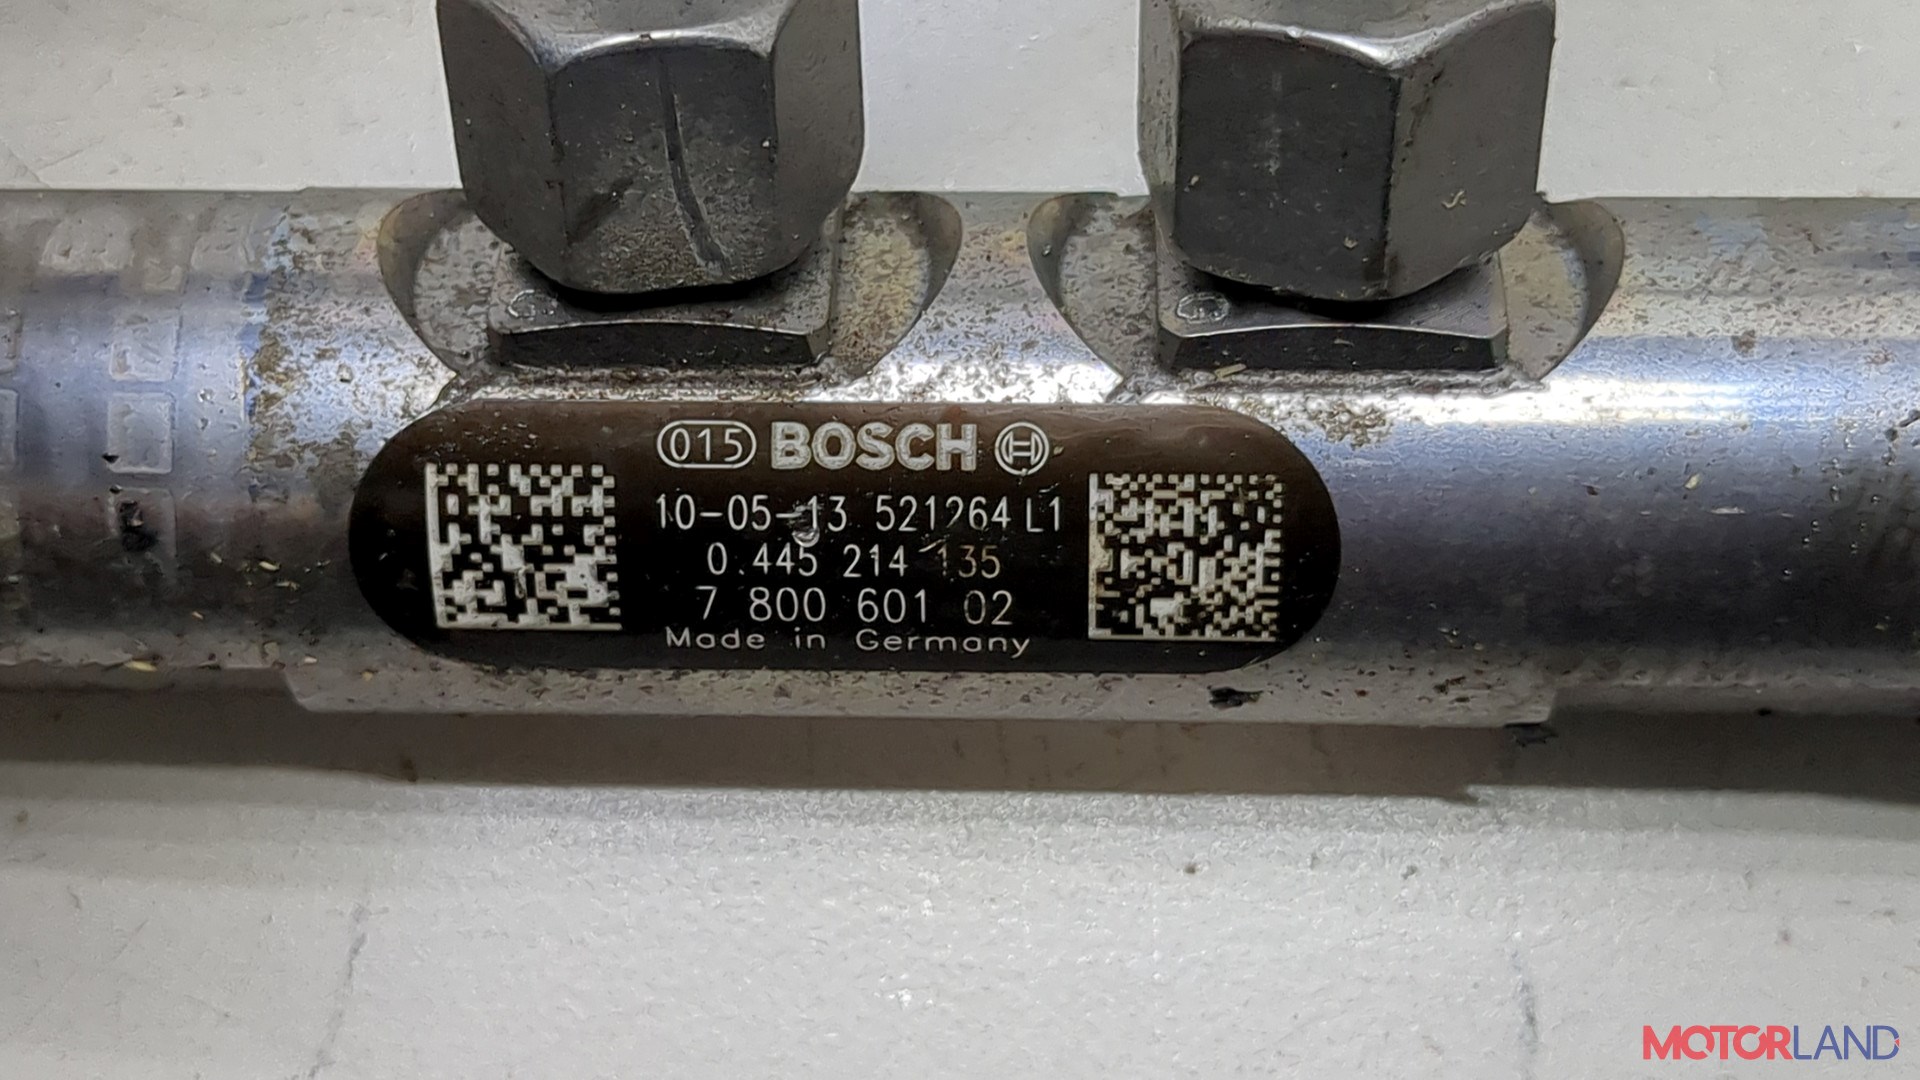 015 BOSCH
10-05-13 521264 L1
0 445 214 135
7 800 601 02
Made in Germany
MOTORLAND